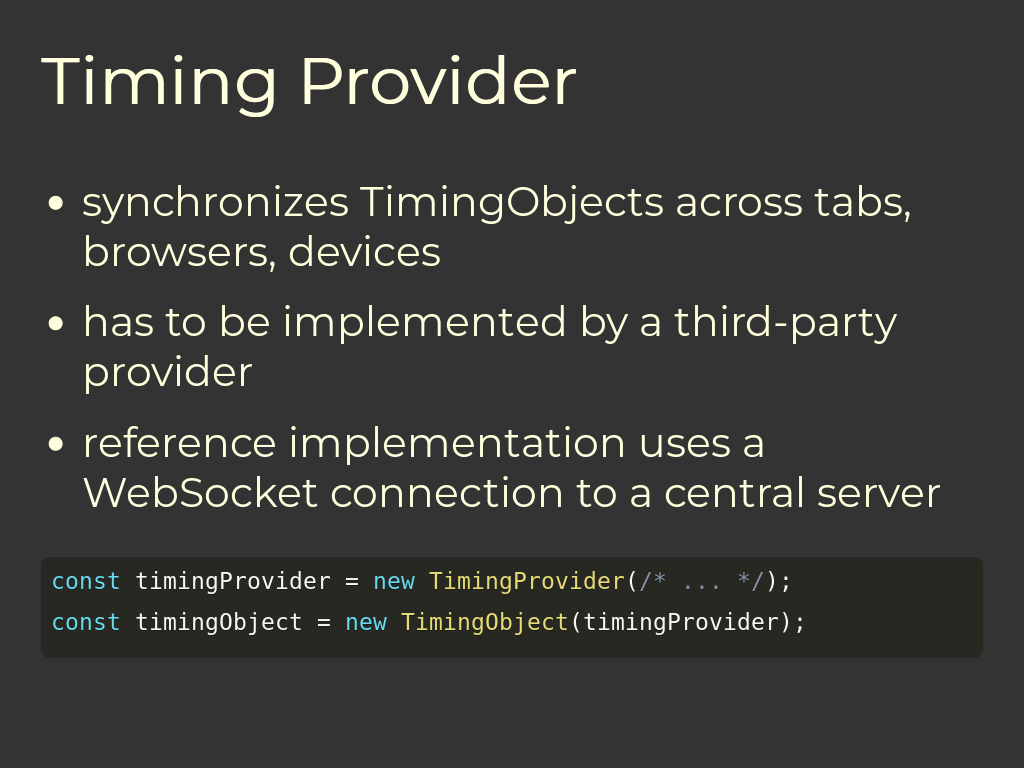 Timing Provider
• synchronizes TimingObjects across tabs,
browsers, devices
• has to be implemented by a third-party
provider
• reference implementation uses a
WebSocket connection to a central server
const timingProvider = new TimingProvider(/* ... */);
const timingObject = new TimingObject(timingProvider);